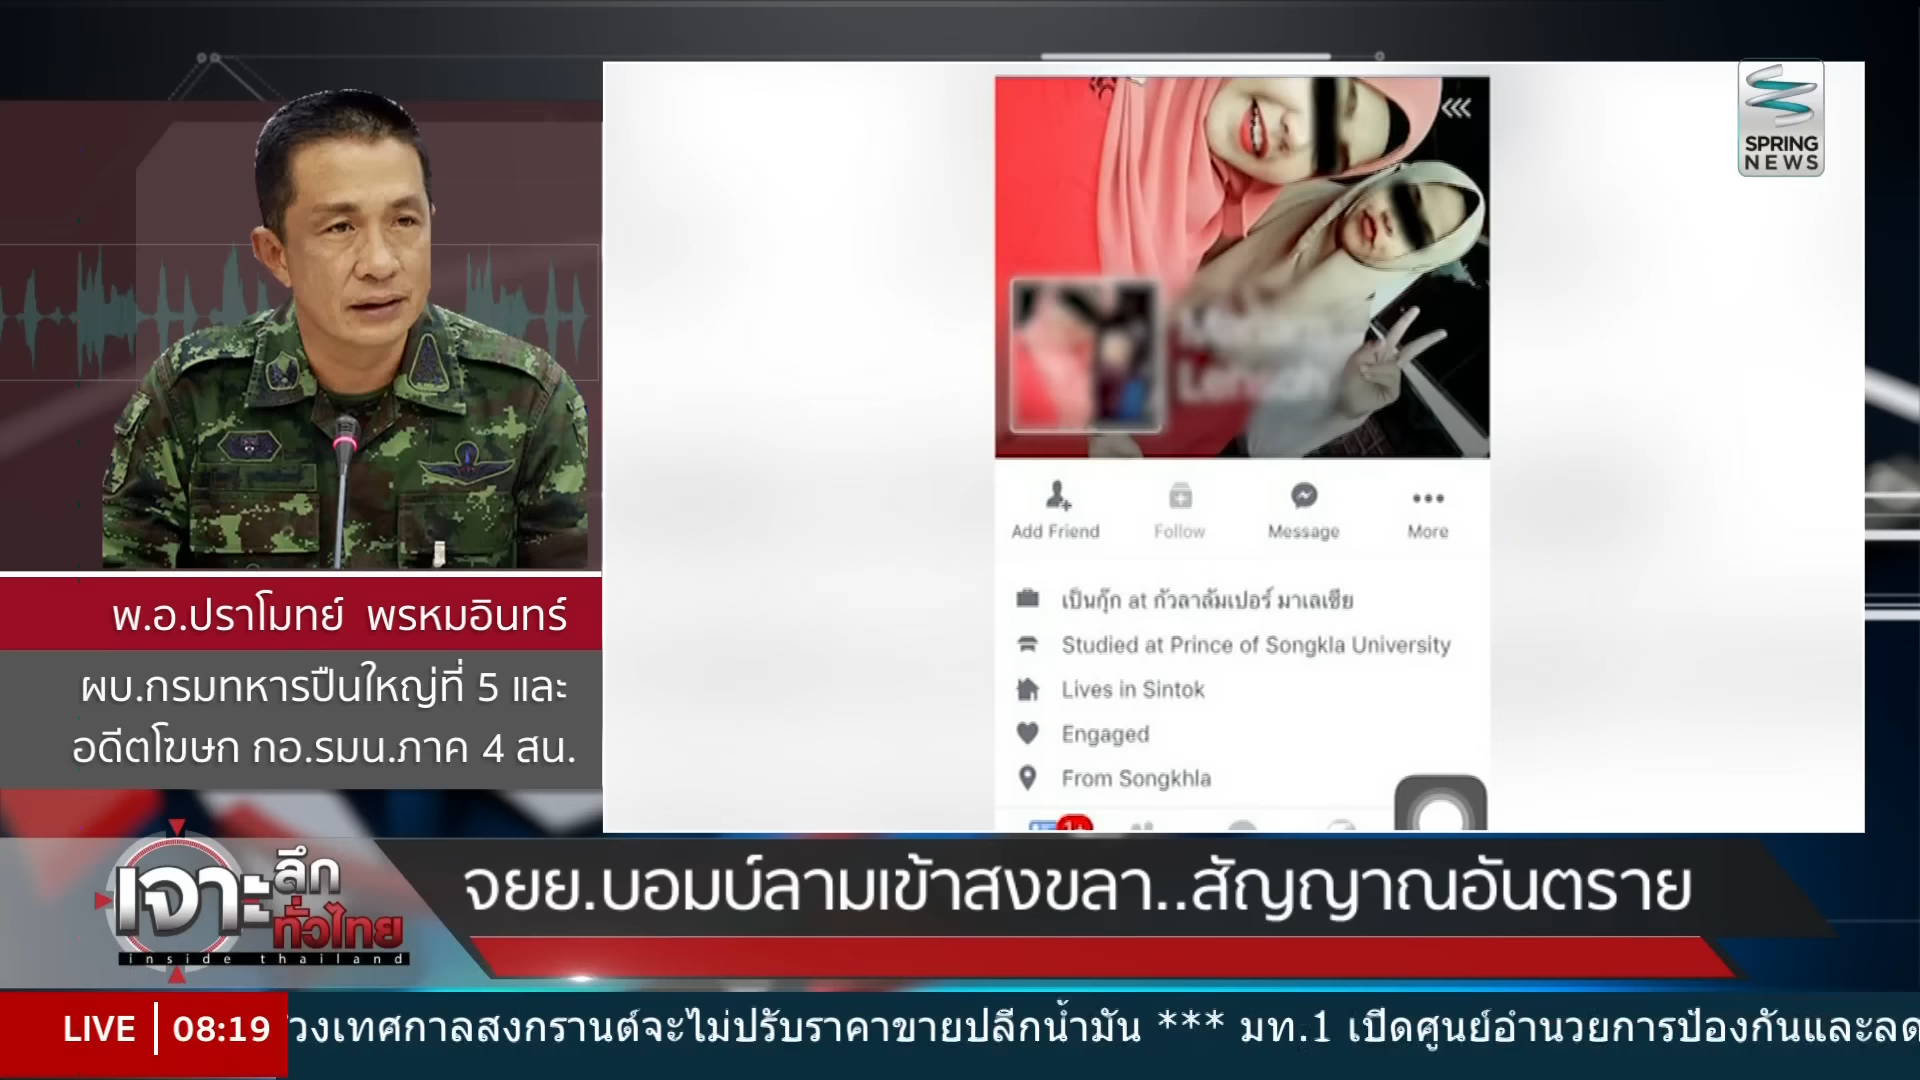 SPRING
NEWS
Add Friend
Follow
Message
More
เป็นกุ๊ก at กัวลาลัมเปอร์ มาเลเซีย
Studied at Prince of Songkla University
Lives in Sintok
Engaged
From Songkhla
พ.อ.ปราโมทย์ พรหมอินทร์
ผบ.กรมทหารปืนใหญ่ที่ 5 และ
อดีตโฆษก กอ.รมน.ภาค 4 สน.
เจาะลึก
ทั่วไทย
inside thailand
จยย.บอมบ์ลามเข้าสงขลา..สัญญาณอันตราย
LIVE 08:19
วงเทศกาลสงกรานต์จะไม่ปรับราคาขายปลีกน้ำมัน *** มท.1 เปิดศูนย์อำนวยการป้องกันและลด